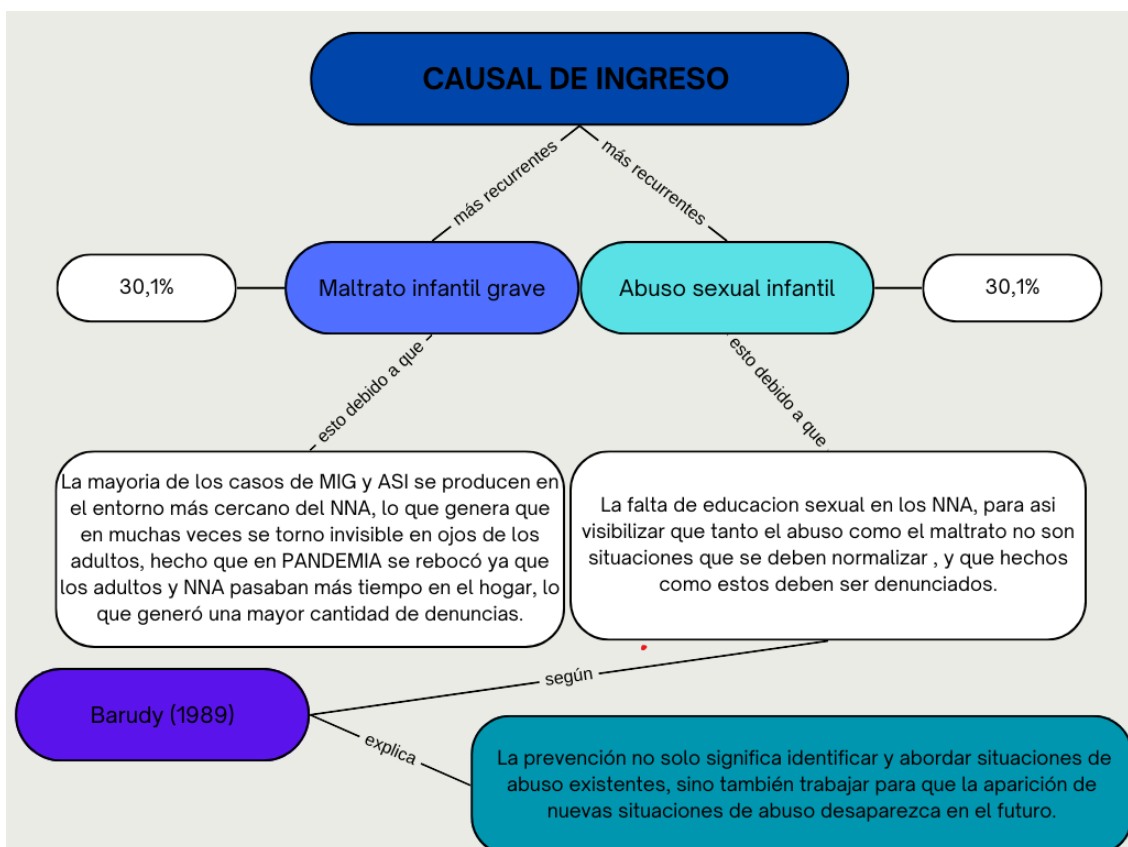 CAUSAL DE INGRESO
más recurrentes
más recurrentes
30,1%
Maltrato infantil grave
Abuso sexual infantil
30,1%
esto debido a que
esto debido a que
La mayoria de los casos de MIG y ASI se producen en
el entorno más cercano del NNA, lo que genera que
en muchas veces se torno invisible en ojos de los
adultos, hecho que en PANDEMIA se rebocó ya que
los adultos y NNA pasaban más tiempo en el hogar, lo
que generó una mayor cantidad de denuncias.
La falta de educacion sexual en los NNA, para asi
visibilizar que tanto el abuso como el maltrato no son
situaciones que se deben normalizar , y que hechos
como estos deben ser denunciados.
según
Barudy (1989)
explica
La prevención no solo significa identificar y abordar situaciones de
abuso existentes, sino también trabajar para que la aparición de
nuevas situaciones de abuso desaparezca en el futuro.